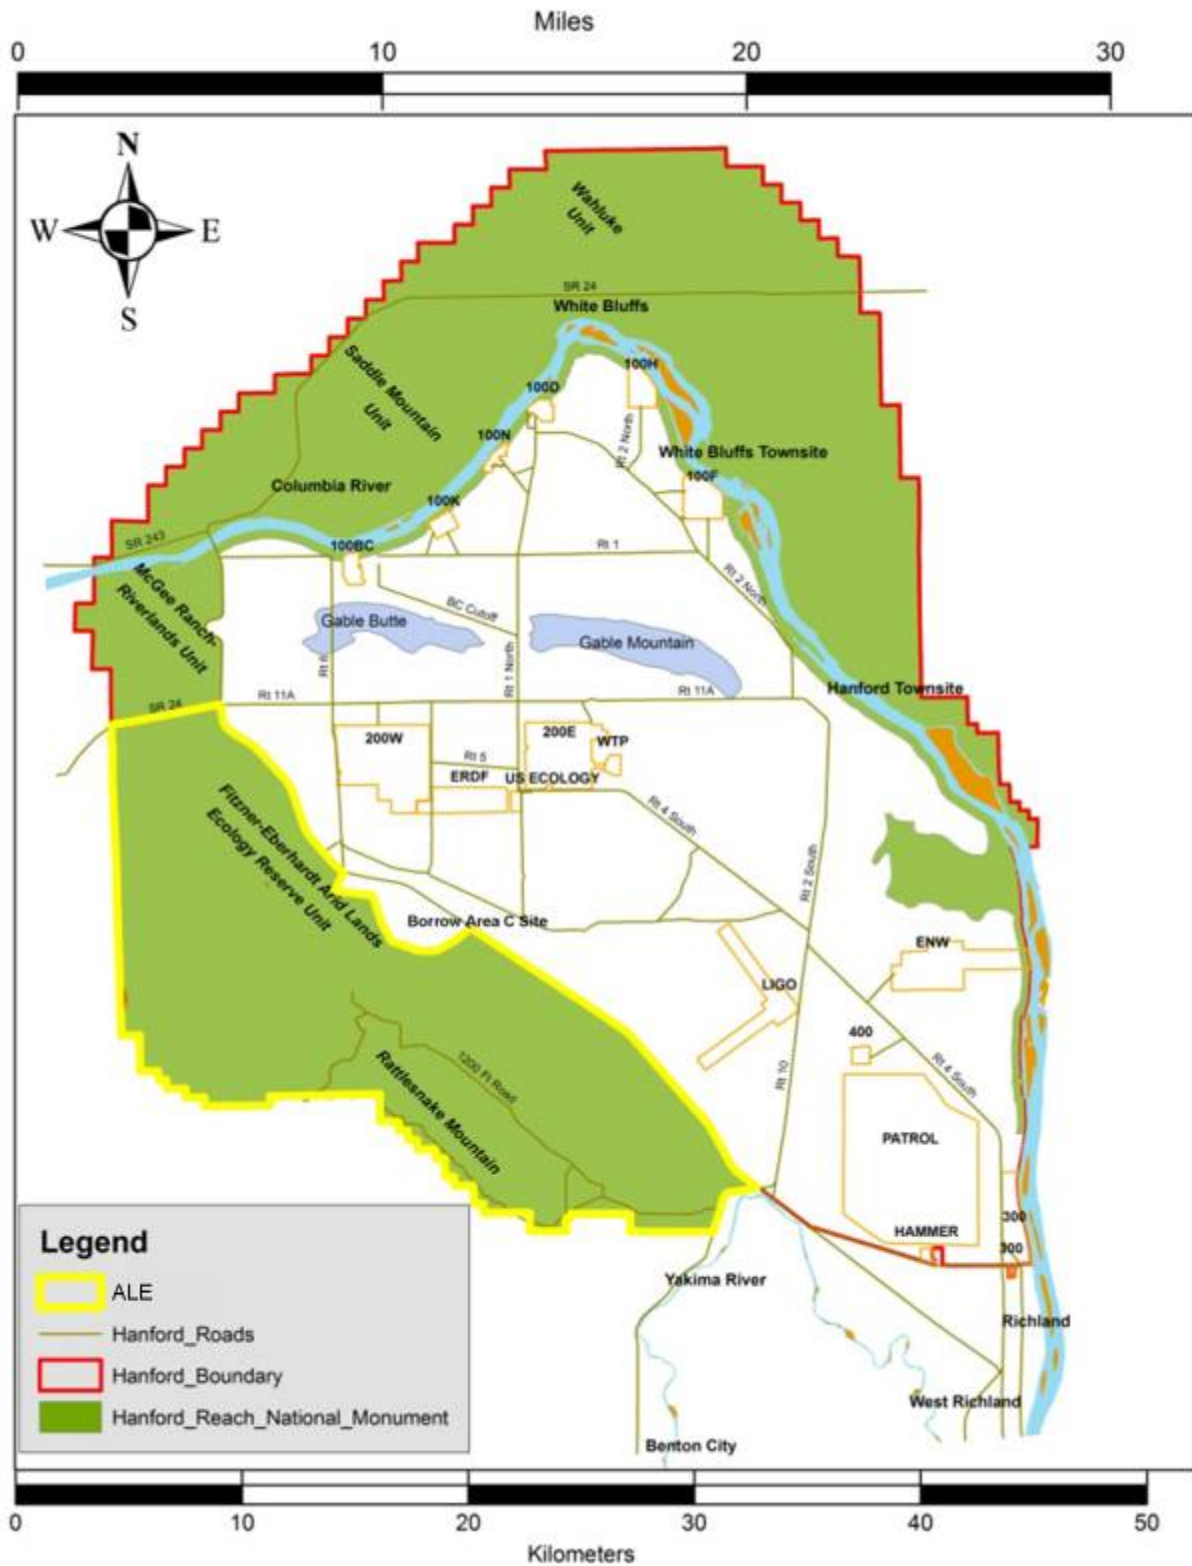 Miles
0 10 20 30
N
W E
S
Wahluke
Unit
SR 24
White Bluffs
Saddle Mountain
Unit
100H
100D
100N
Rt 2 North
White Bluffs Townsite
100F
Columbia River
100K
SR 243
100BC
Rt 1
McGee Ranch-
Riverlands Unit
Rt 2 North
BC Cutoff
Gable Butte
Gable Mountain
Rt 6
Rt 1 North
Rt 11A
Rt 11A
Hanford Townsite
SR 24
200W
200E
WTP
Rt 5
ERDF
US ECOLOGY
Rt 4 South
Fitzner-Eberhardt Arid Lands
Ecology Reserve Unit
Rt 2 South
Borrow Area C Site
ENW
LIGO
400
Rt 10
Rt 4 South
1200 Ft Road
Rattlesnake Mountain
PATROL
300
HAMMER
300
Yakima River
Richland
West Richland
Benton City
Legend
ALE
Hanford_Roads
Hanford_Boundary
Hanford_Reach_National_Monument
0 10 20 30 40 50
Kilometers